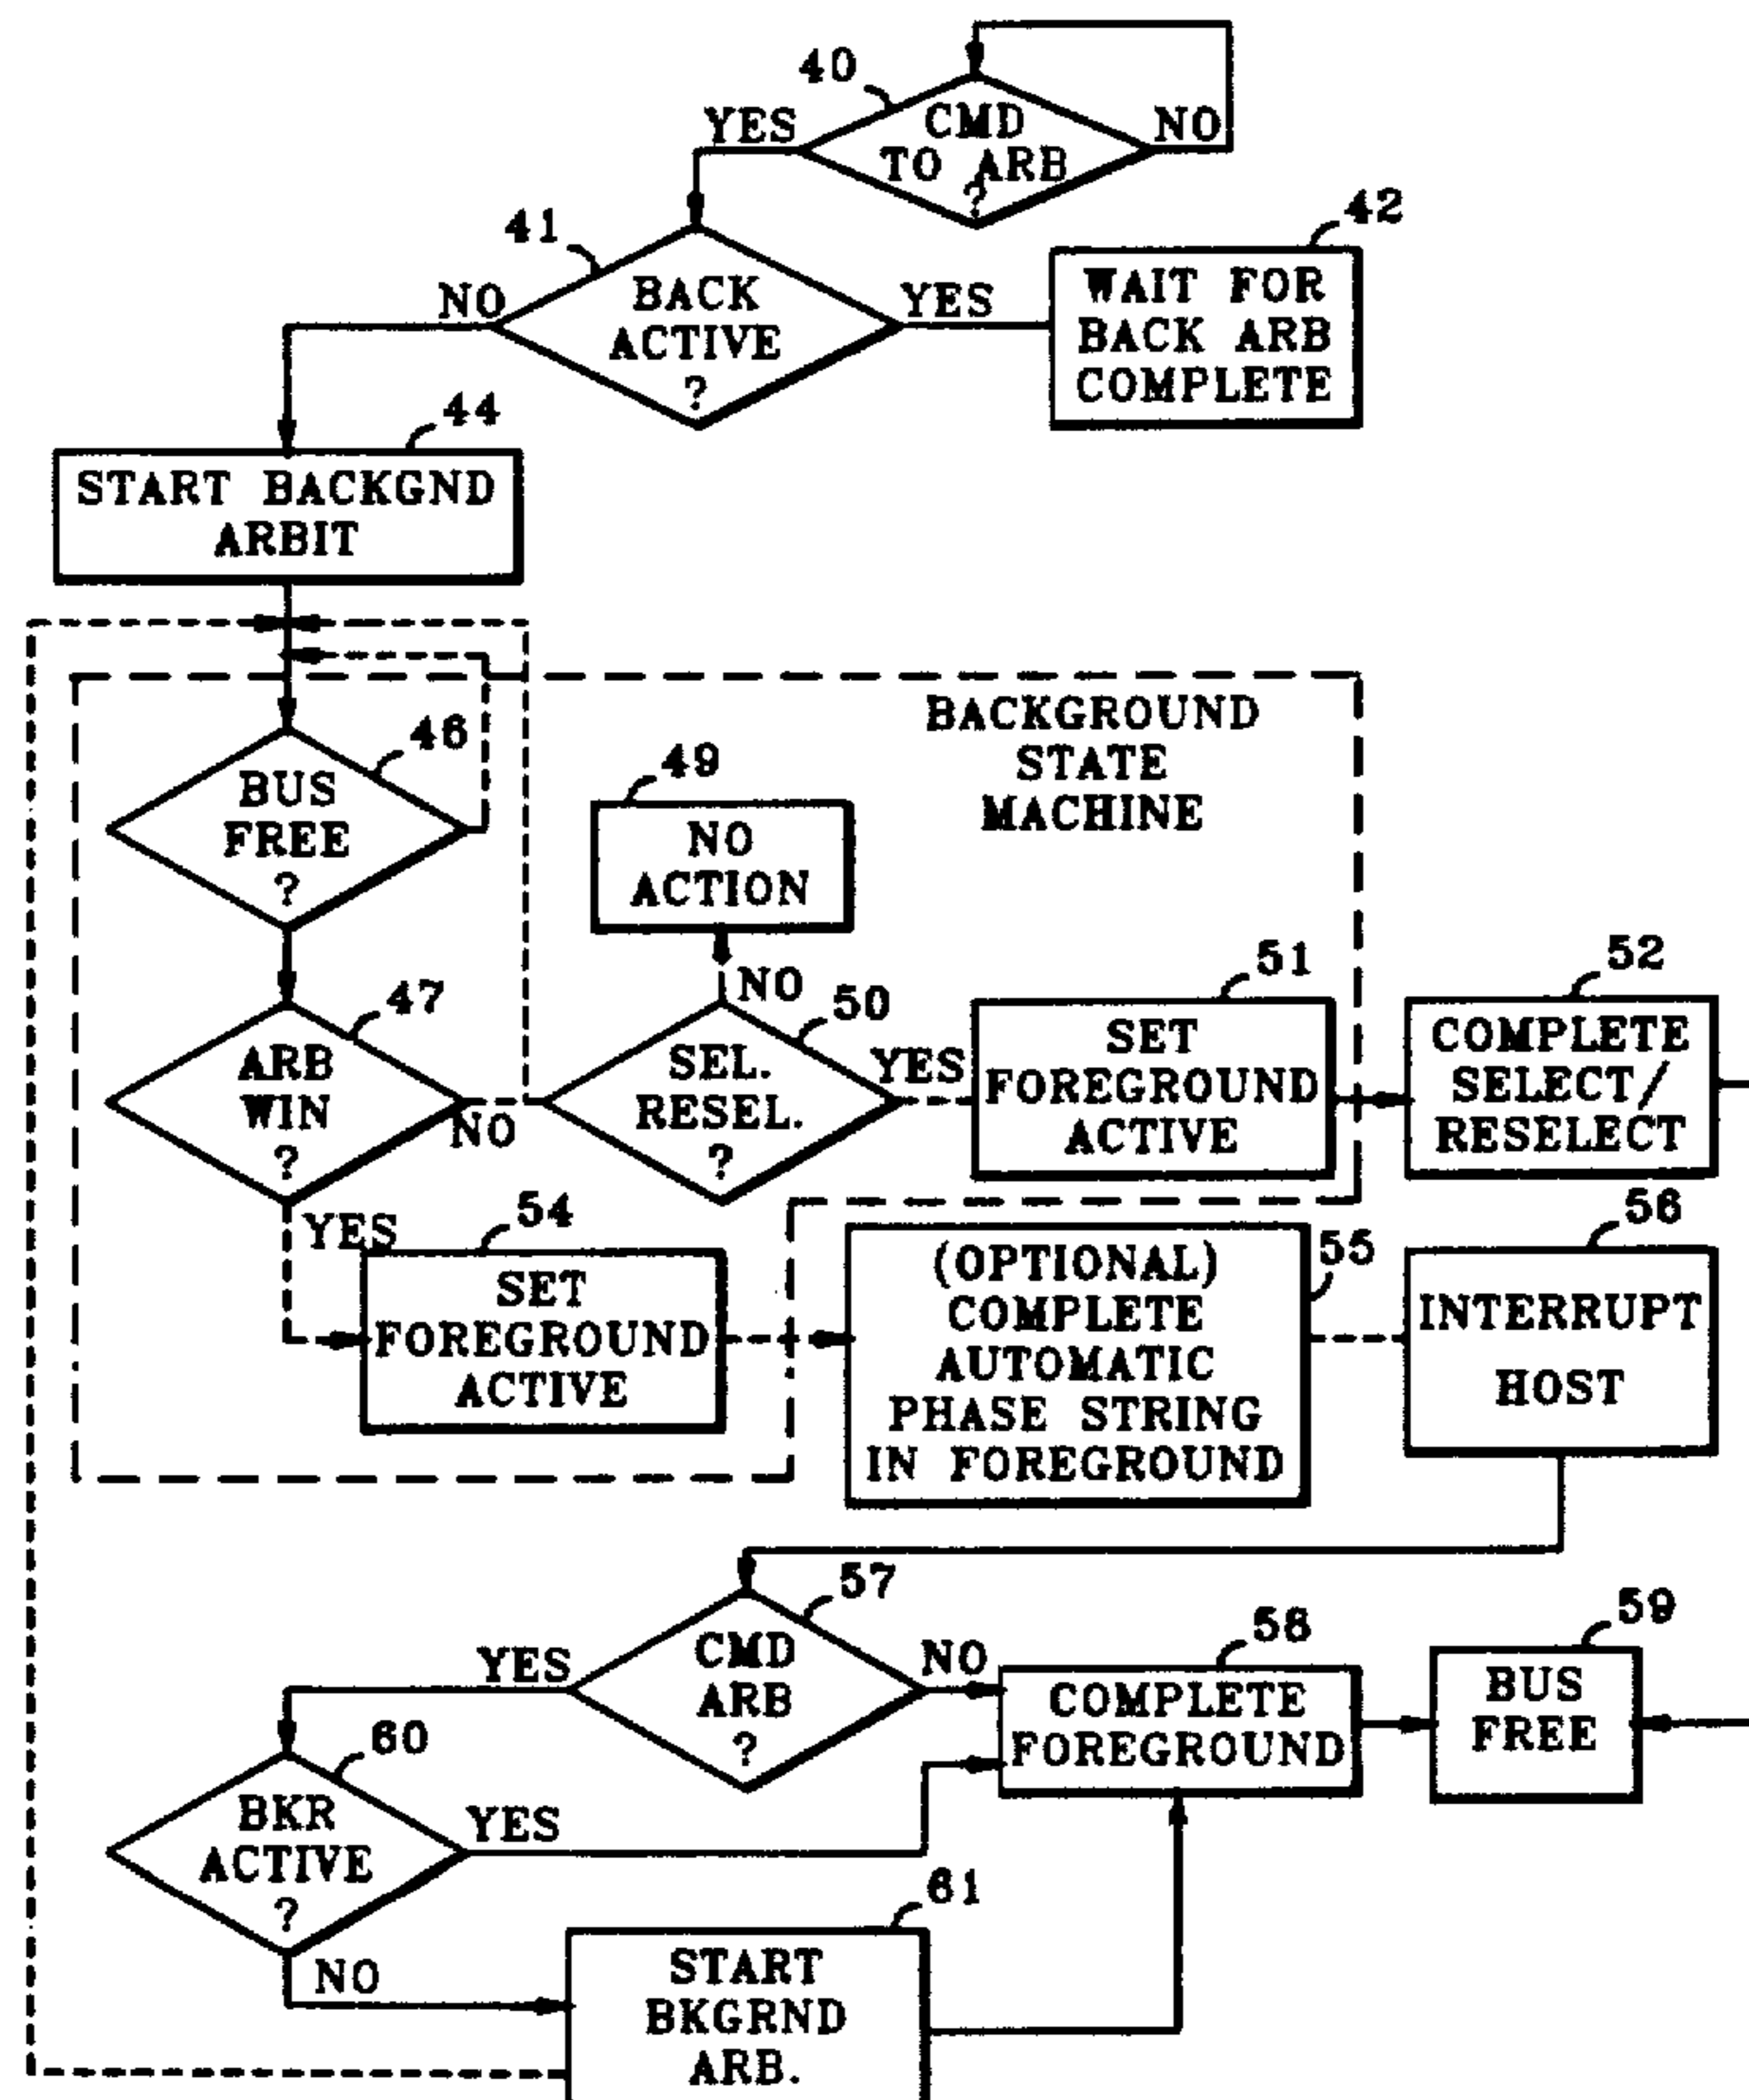 40
YES
CMD
TO ARB
?
NO
41
NO
BACK
ACTIVE
?
YES
42
WAIT FOR
BACK ARB
COMPLETE
44
START BACKGND
ARBIT
BACKGROUND
STATE
MACHINE
46
BUS
FREE
?
49
NO
ACTION
NO
47
ARB
WIN
?
NO
50
SEL.
RESEL.
?
YES
51
SET
FOREGROUND
ACTIVE
52
COMPLETE
SELECT/
RESELECT
YES
54
SET
FOREGROUND
ACTIVE
55
(OPTIONAL)
COMPLETE
AUTOMATIC
PHASE STRING
IN FOREGROUND
56
INTERRUPT
HOST
57
YES
CMD
ARB
?
NO
58
COMPLETE
FOREGROUND
59
BUS
FREE
60
BKR
ACTIVE
?
YES
NO
61
START
BKGRND
ARB.